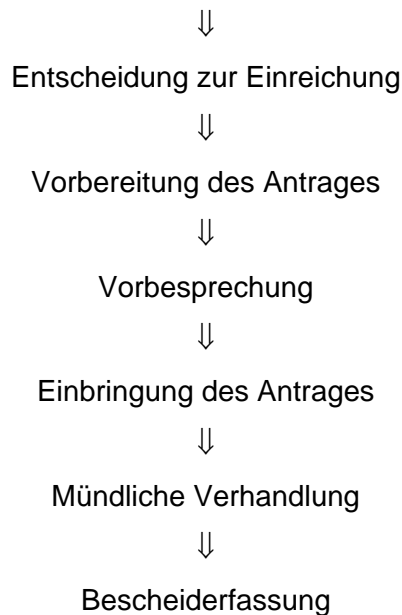 ⇓
Entscheidung zur Einreichung
⇓
Vorbereitung des Antrages
⇓
Vorbesprechung
⇓
Einbringung des Antrages
⇓
Mündliche Verhandlung
⇓
Bescheiderfassung